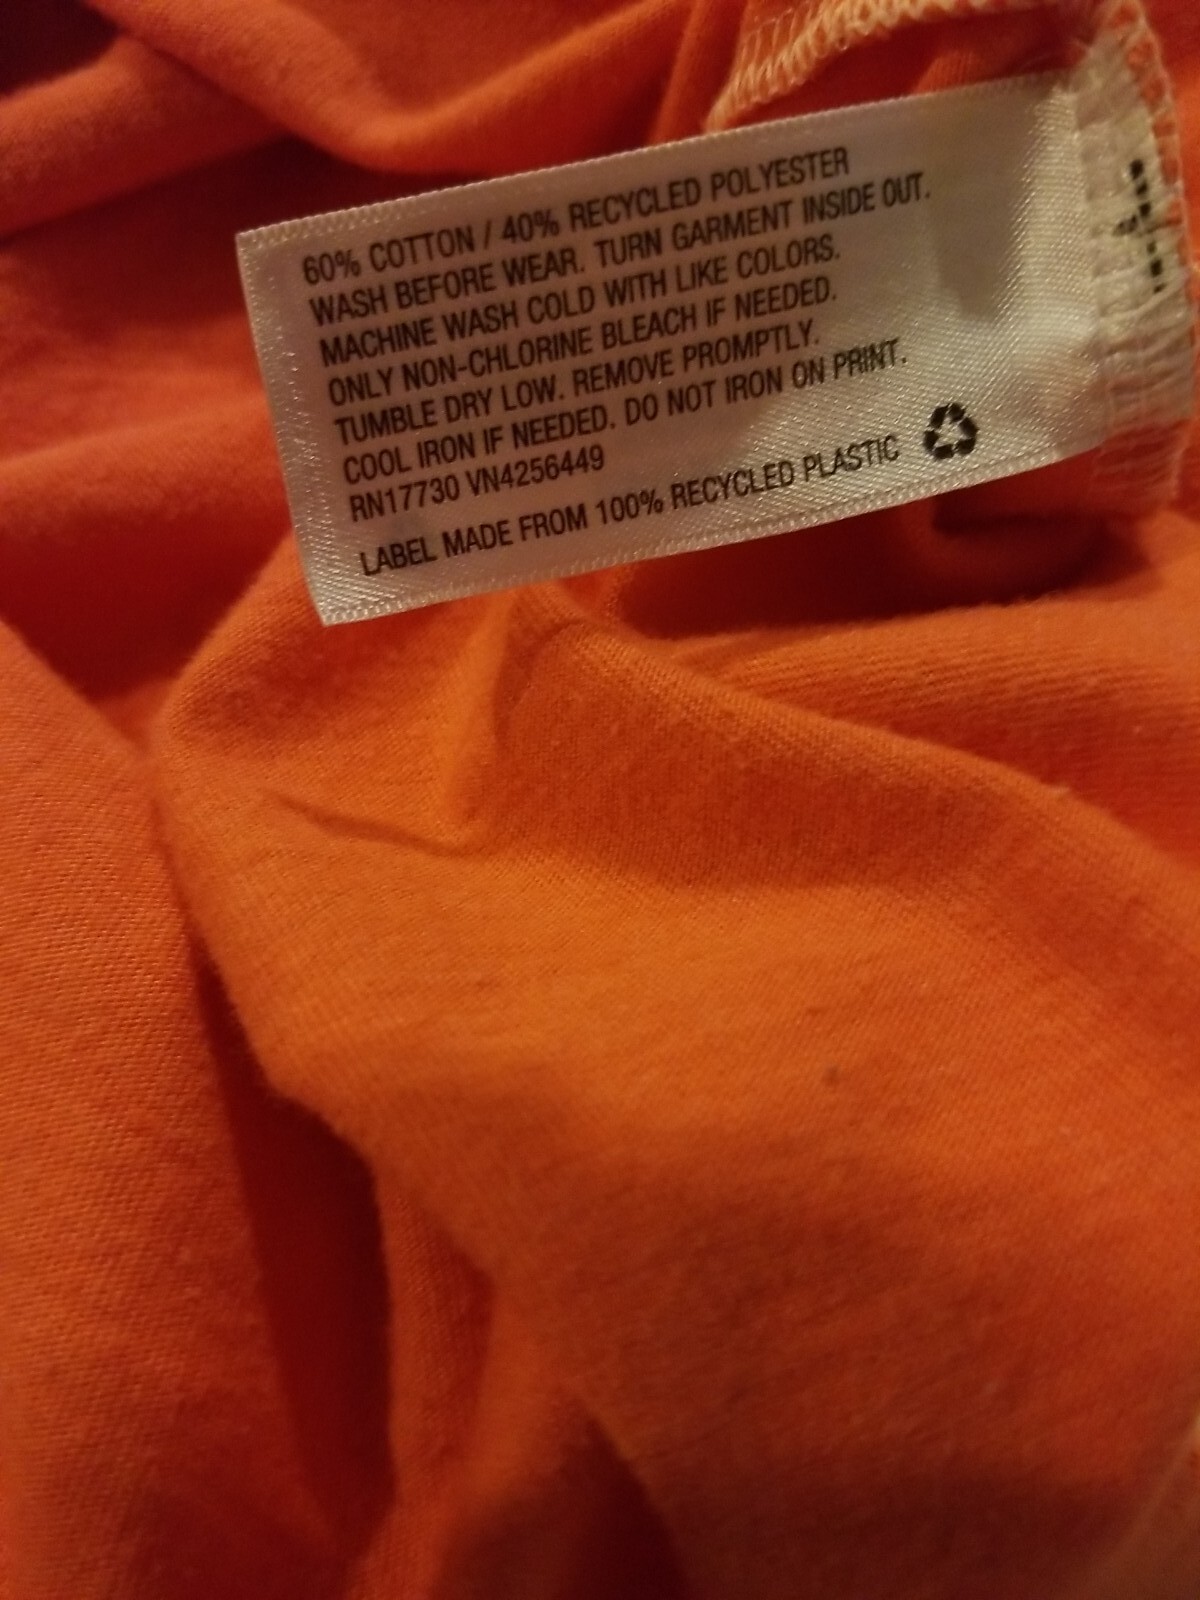 60% COTTON / 40% RECYCLED POLYESTER
WASH BEFORE WEAR. TURN GARMENT INSIDE OUT.
MACHINE WASH COLD WITH LIKE COLORS.
ONLY NON-CHLORINE BLEACH IF NEEDED.
TUMBLE DRY LOW. REMOVE PROMPTLY.
COOL IRON IF NEEDED. DO NOT IRON ON PRINT.
RN17730 VN4256449
LABEL MADE FROM 100% RECYCLED PLASTIC